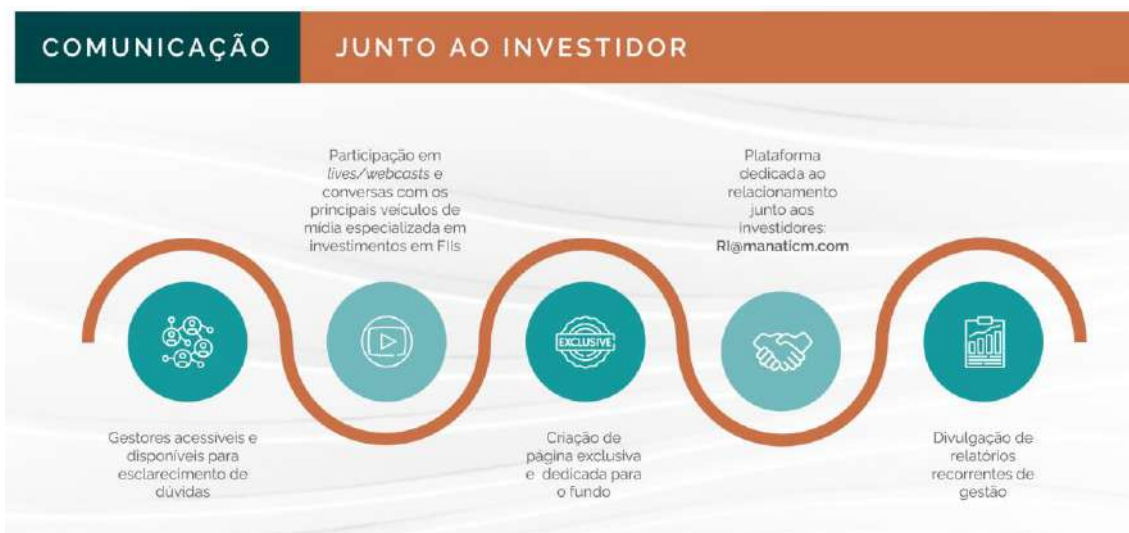 COMUNICAÇÃO
JUNTO AO INVESTIDOR
Gestores acessíveis e
disponíveis para
esclarecimento de
dúvidas
Participação em
lives/webcasts e
conversas com os
principais veículos de
mídia especializada em
investimentos em FIIs
EXCLUSIVE
Criação de
página exclusiva
e dedicada para
o fundo
Plataforma
dedicada ao
relacionamento
junto aos
investidores:
RI@manaticm.com
Divulgação de
relatórios
recorrentes de
gestão